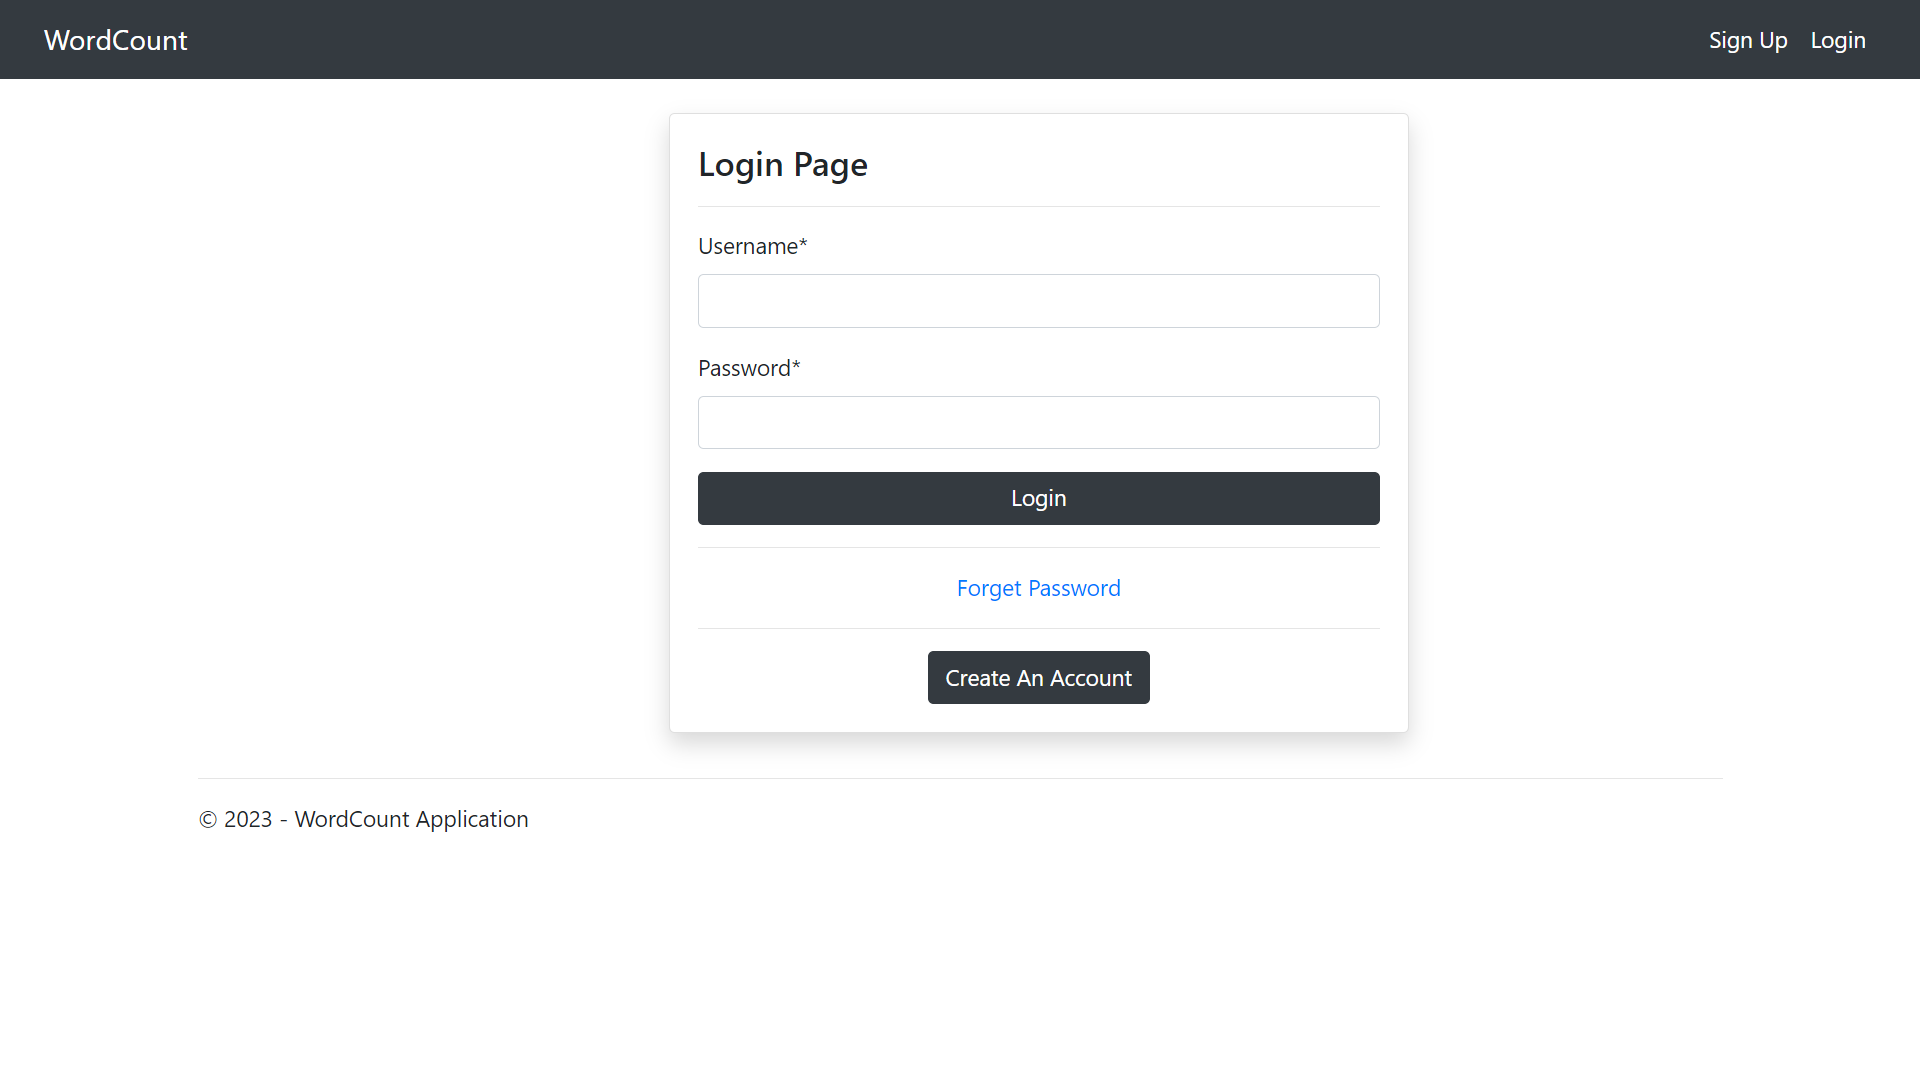 WordCount
Sign Up Login
Login Page
Username*
Password*
Login
Forget Password
Create An Account
© 2023 - WordCount Application